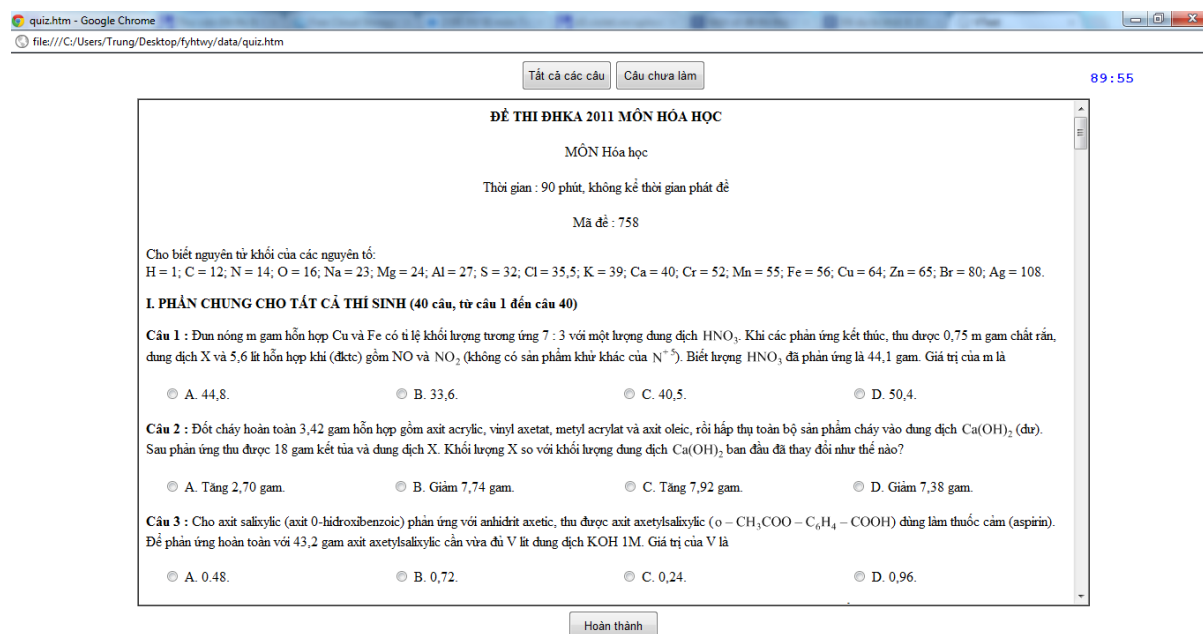 quiz.htm - Google Chrome
file:///C:/Users/Trung/Desktop/fyhtwy/data/quiz.htm
Tất cả các câu Câu chưa làm
89:55
ĐỀ THI ĐHKA 2011 MÔN HÓA HỌC
MÔN Hóa học
Thời gian : 90 phút, không kể thời gian phát đề
Mã đề : 758
Cho biết nguyên tử khối của các nguyên tố:
H = 1; C = 12; N = 14; O = 16; Na = 23; Mg = 24; Al = 27; S = 32; Cl = 35,5; K = 39; Ca = 40; Cr = 52; Mn = 55; Fe = 56; Cu = 64; Zn = 65; Br = 80; Ag = 108.
I. PHẦN CHUNG CHO TẤT CẢ THÍ SINH (40 câu, từ câu 1 đến câu 40)
Câu 1 : Đun nóng m gam hỗn hợp Cu và Fe có tỉ lệ khối lượng tương ứng 7 : 3 với một lượng dung dịch HNO₃. Khi các phản ứng kết thúc, thu được 0,75 m gam chất rắn,
dung dịch X và 5,6 lít hỗn hợp khí (đktc) gồm NO và NO₂ (không có sản phẩm khử khác của N⁺⁵). Biết lượng HNO₃ đã phản ứng là 44,1 gam. Giá trị của m là
A. 44,8. B. 33,6. C. 40,5. D. 50,4.
Câu 2 : Đốt cháy hoàn toàn 3,42 gam hỗn hợp gồm axit acrylic, vinyl axetat, metyl acrylat và axit oleic, rồi hấp thụ toàn bộ sản phẩm cháy vào dung dịch Ca(OH)₂ (dư).
Sau phản ứng thu được 18 gam kết tủa và dung dịch X. Khối lượng X so với khối lượng dung dịch Ca(OH)₂ ban đầu đã thay đổi như thế nào?
A. Tăng 2,70 gam. B. Giảm 7,74 gam. C. Tăng 7,92 gam. D. Giảm 7,38 gam.
Câu 3 : Cho axit salixylic (axit 0-hidroxibenzoic) phản ứng với anhidrit axetic, thu được axit axetylsalixylic (o – CH₃COO – C₆H₄ – COOH) dùng làm thuốc cảm (aspirin).
Để phản ứng hoàn toàn với 43,2 gam axit axetylsalixylic cần vừa đủ V lít dung dịch KOH 1M. Giá trị của V là
A. 0.48. B. 0,72. C. 0,24. D. 0,96.
Hoàn thành